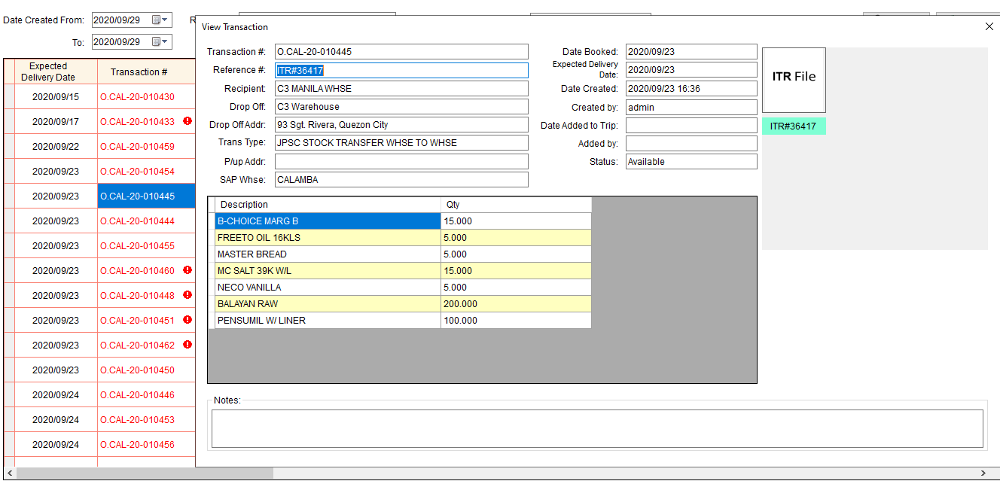 Date Created From: 2020/09/29
To: 2020/09/29
Expected Delivery Date Transaction #
2020/09/15 O.CAL-20-010430
2020/09/17 O.CAL-20-010433
2020/09/22 O.CAL-20-010459
2020/09/23 O.CAL-20-010454
2020/09/23 O.CAL-20-010445
2020/09/23 O.CAL-20-010444
2020/09/23 O.CAL-20-010455
2020/09/23 O.CAL-20-010460
2020/09/23 O.CAL-20-010448
2020/09/23 O.CAL-20-010451
2020/09/23 O.CAL-20-010462
2020/09/23 O.CAL-20-010450
2020/09/24 O.CAL-20-010446
2020/09/24 O.CAL-20-010453
2020/09/24 O.CAL-20-010456
View Transaction
Transaction #: O.CAL-20-010445
Reference #: ITR#36417
Recipient: C3 MANILA WHSE
Drop Off: C3 Warehouse
Drop Off Addr: 93 Sgt. Rivera, Quezon City
Trans Type: JPSC STOCK TRANSFER WHSE TO WHSE
P/up Addr:
SAP Whse: CALAMBA
Date Booked: 2020/09/23
Expected Delivery Date: 2020/09/23
Date Created: 2020/09/23 16:36
Created by: admin
Date Added to Trip:
Added by:
Status: Available
ITR File
ITR#36417
Description Qty
B-CHOICE MARG B 15.000
FREETO OIL 16KLS 5.000
MASTER BREAD 5.000
MC SALT 39K W/L 15.000
NECO VANILLA 5.000
BALAYAN RAW 200.000
PENSUMIL W/ LINER 100.000
Notes: